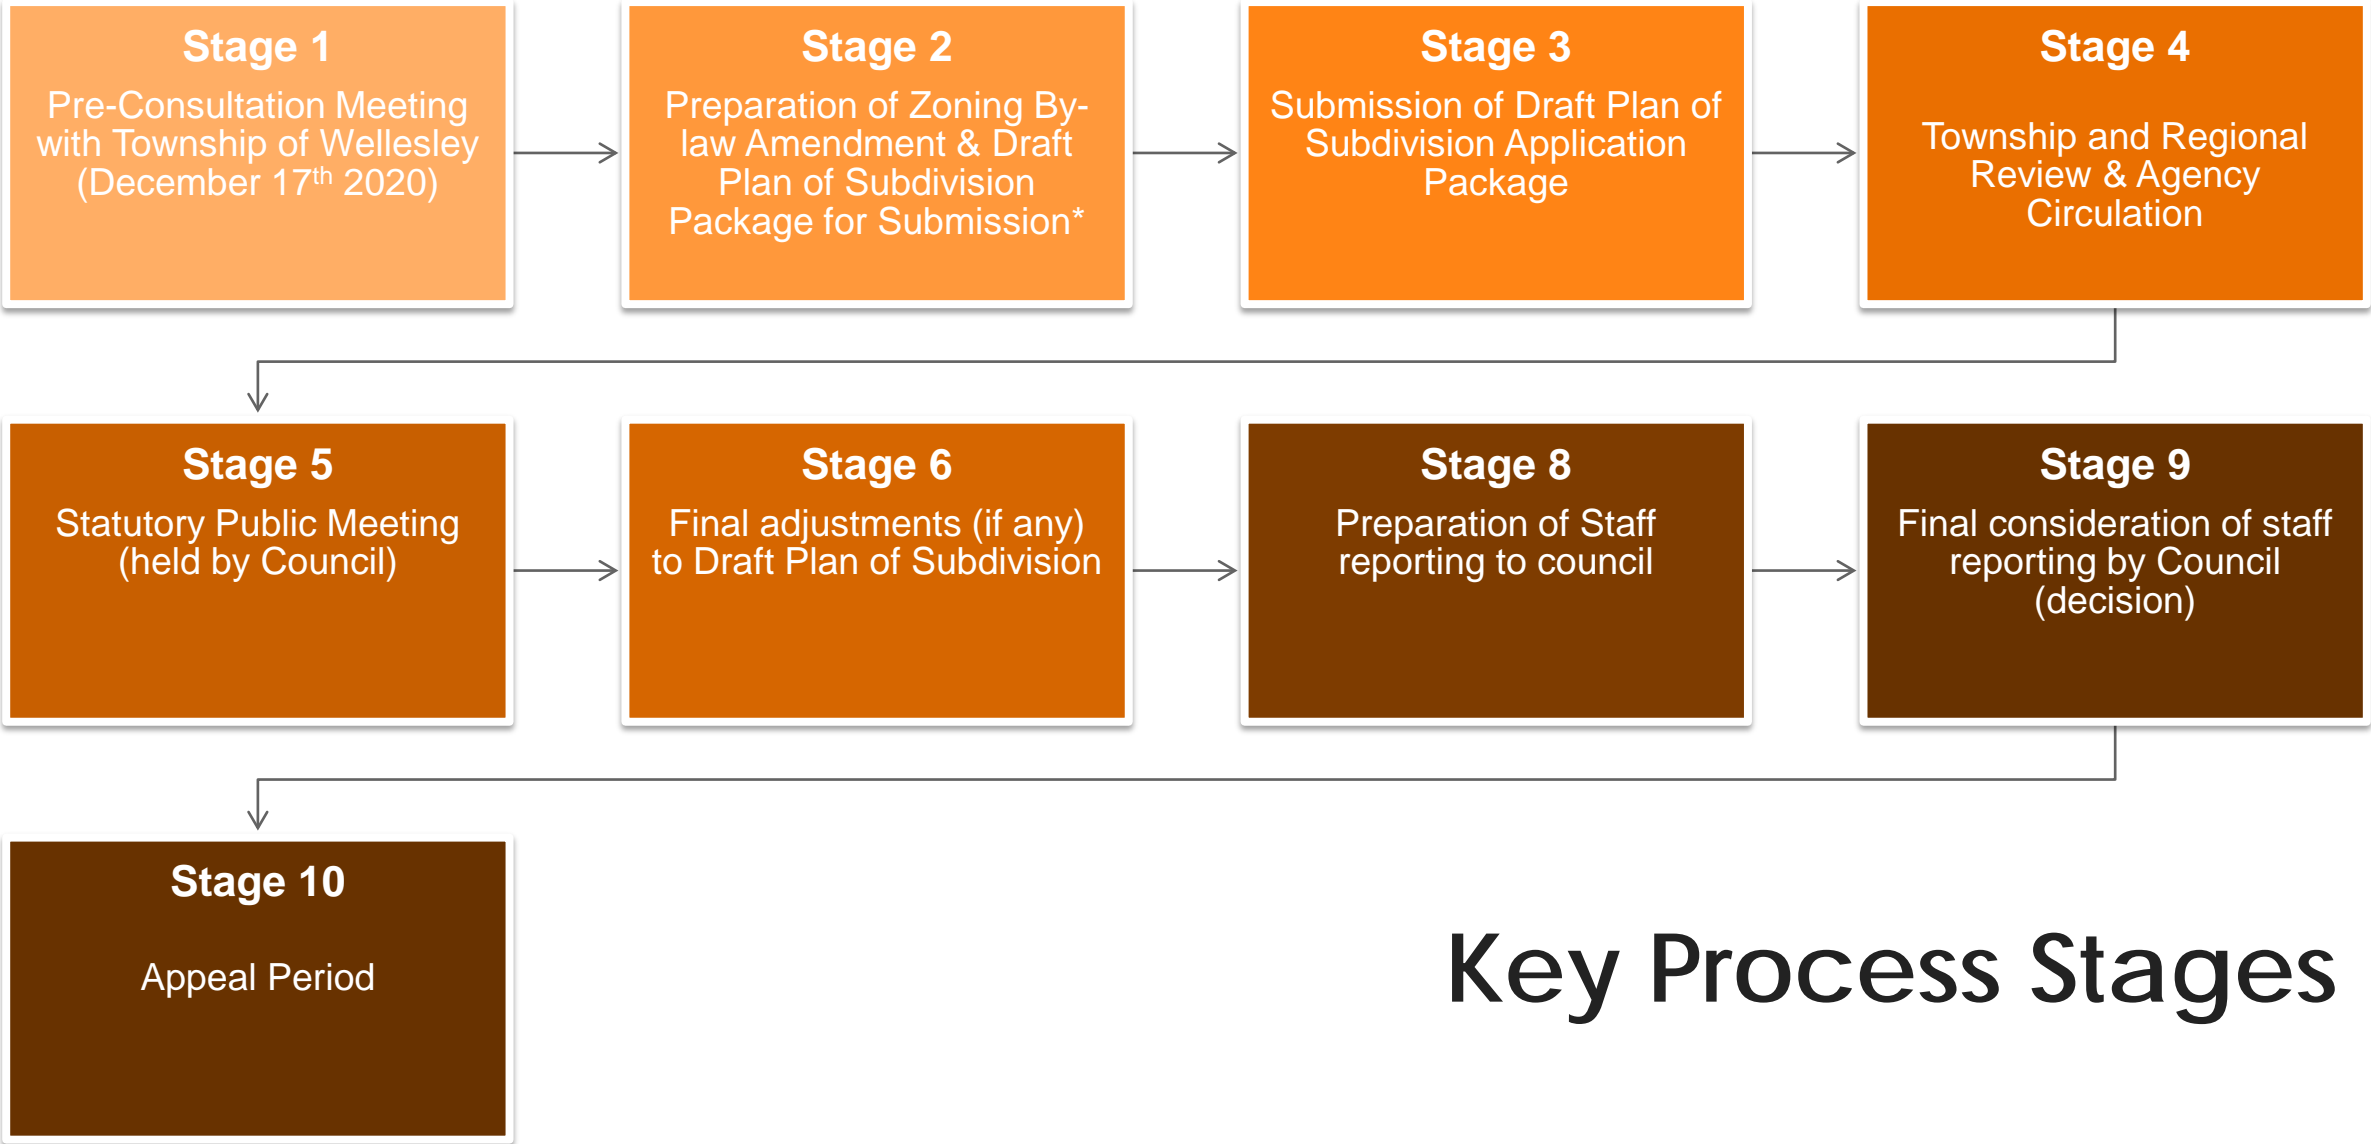 Stage 1
Pre-Consultation Meeting
with Township of Wellesley
(December 17th 2020)
Stage 2
Preparation of Zoning By-
law Amendment & Draft
Plan of Subdivision
Package for Submission*
Stage 3
Submission of Draft Plan of
Subdivision Application
Package
Stage 4
Township and Regional
Review & Agency
Circulation
Stage 5
Statutory Public Meeting
(held by Council)
Stage 6
Final adjustments (if any)
to Draft Plan of Subdivision
Stage 8
Preparation of Staff
reporting to council
Stage 9
Final consideration of staff
reporting by Council
(decision)
Stage 10
Appeal Period
Key Process Stages